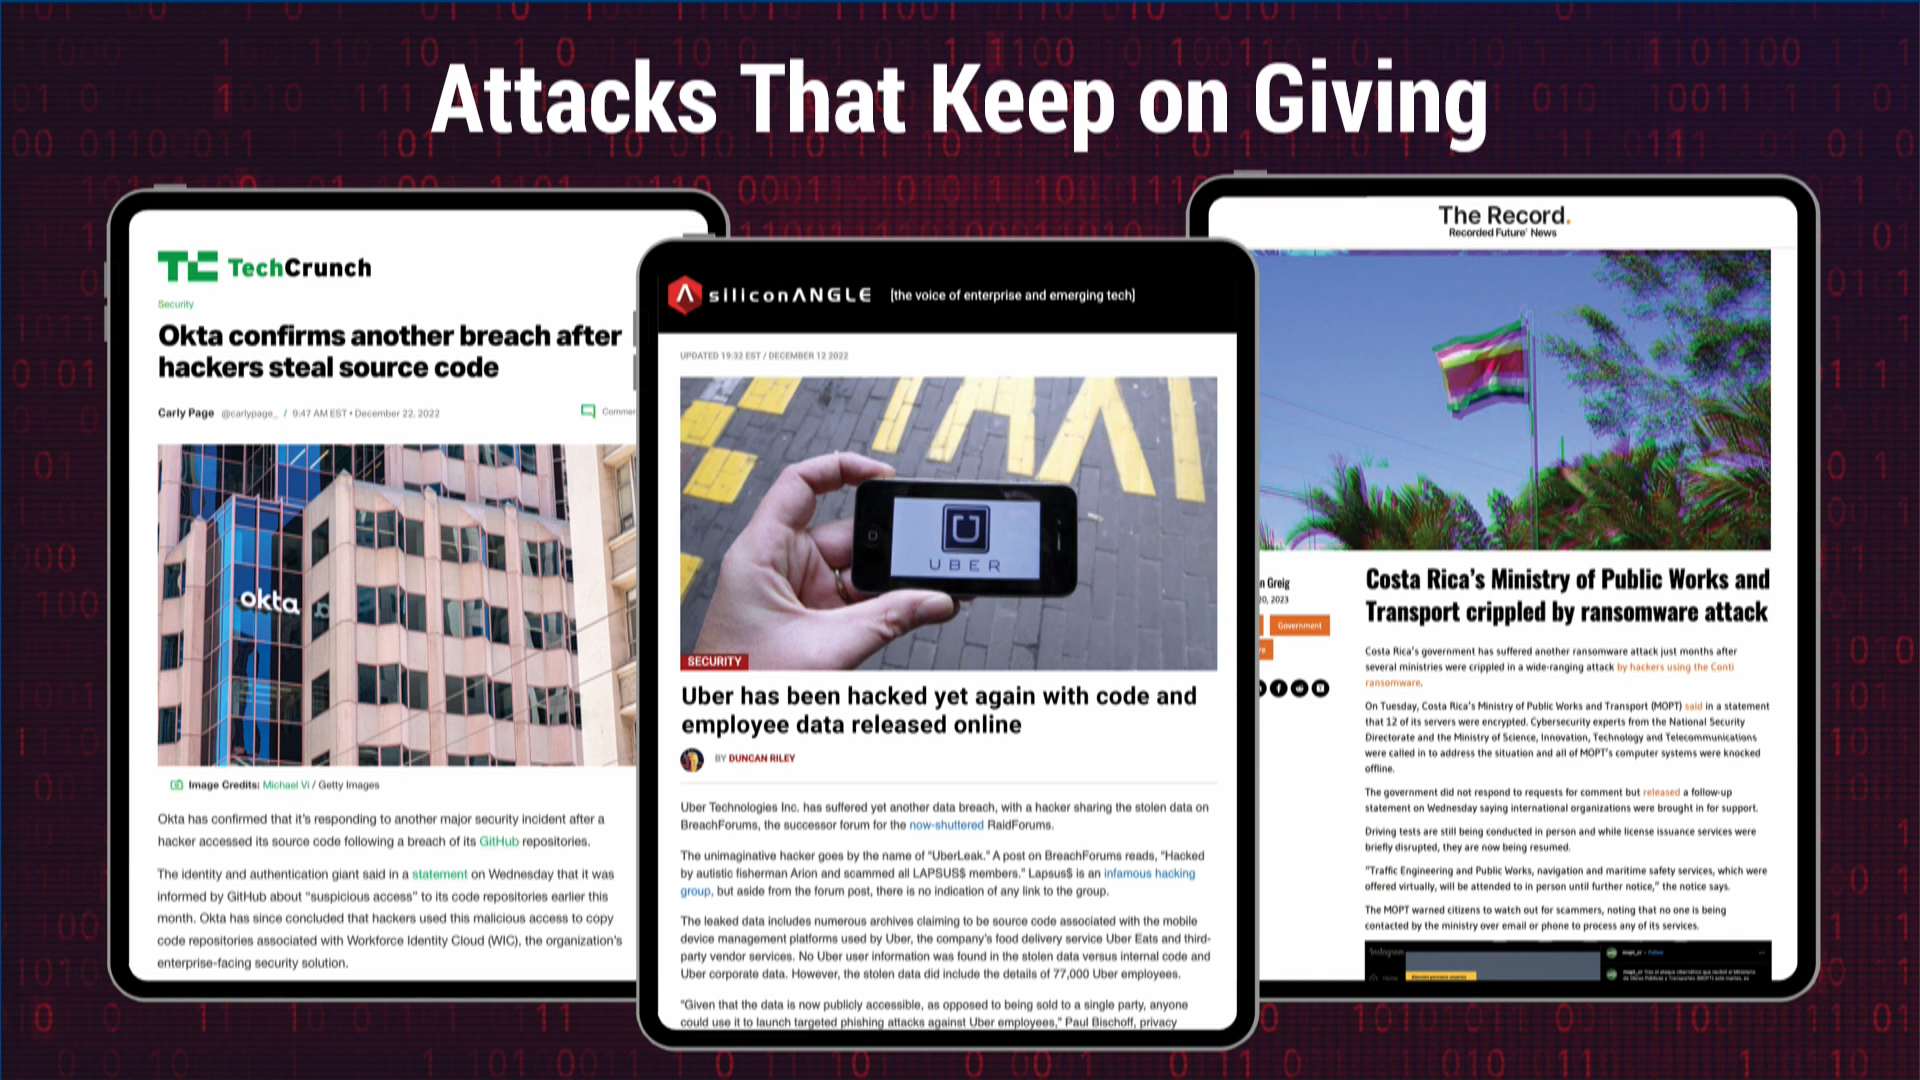 Attacks That Keep on Giving
TechCrunch
Security
Okta confirms another breach after
hackers steal source code
Carly Page @carlypage_ / 9:47 AM EST • December 22, 2022
okta
Image Credits: Michael Vi / Getty Images
Okta has confirmed that it's responding to another major security incident after a
hacker accessed its source code following a breach of its GitHub repositories.
The identity and authentication giant said in a statement on Wednesday that it was
informed by GitHub about "suspicious access" to its code repositories earlier this
month. Okta has since concluded that hackers used this malicious access to copy
code repositories associated with Workforce Identity Cloud (WIC), the organization's
enterprise-facing security solution.
siliconANGLE [the voice of enterprise and emerging tech]
UPDATED 19:32 EST / DECEMBER 12 2022
TAXI
UBER
SECURITY
Uber has been hacked yet again with code and
employee data released online
BY DUNCAN RILEY
Uber Technologies Inc. has suffered yet another data breach, with a hacker sharing the stolen data on
BreachForums, the successor forum for the now-shuttered RaidForums.
The unimaginative hacker goes by the name of "UberLeak." A post on BreachForums reads, "Hacked
by autistic fisherman Arion and scammed all LAPSUS$ members." Lapsus$ is an infamous hacking
group, but aside from the forum post, there is no indication of any link to the group.
The leaked data includes numerous archives claiming to be source code associated with the mobile
device management platforms used by Uber, the company's food delivery service Uber Eats and third-
party vendor services. No Uber user information was found in the stolen data versus internal code and
Uber corporate data. However, the stolen data did include the details of 77,000 Uber employees.
"Given that the data is now publicly accessible, as opposed to being sold to a single party, anyone
could use it to launch targeted phishing attacks against Uber employees," Paul Bischoff, privacy
The Record.
Recorded Future' News
Greig
20, 2023
Government
Costa Rica's Ministry of Public Works and
Transport crippled by ransomware attack
Costa Rica's government has suffered another ransomware attack just months after
several ministries were crippled in a wide-ranging attack by hackers using the Conti
ransomware.
On Tuesday, Costa Rica's Ministry of Public Works and Transport (MOPT) said in a statement
that 12 of its servers were encrypted. Cybersecurity experts from the National Security
Directorate and the Ministry of Science, Innovation, Technology and Telecommunications
were called in to address the situation and all of MOPT's computer systems were knocked
offline.
The government did not respond to requests for comment but released a follow-up
statement on Wednesday saying international organizations were brought in for support.
Driving tests are still being conducted in person and while license issuance services were
briefly disrupted, they are now being resumed.
"Traffic Engineering and Public Works, navigation and maritime safety services, which were
offered virtually, will be attended to in person until further notice," the notice says.
The MOPT warned citizens to watch out for scammers, noting that no one is being
contacted by the ministry over email or phone to process any of its services.
Instagram